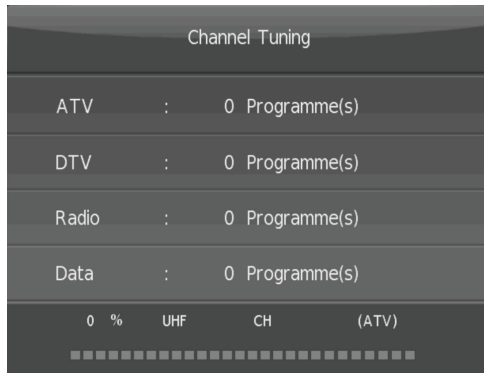 Channel Tuning
ATV : 0 Programme(s)
DTV : 0 Programme(s)
Radio : 0 Programme(s)
Data : 0 Programme(s)
0 % UHF CH (ATV)